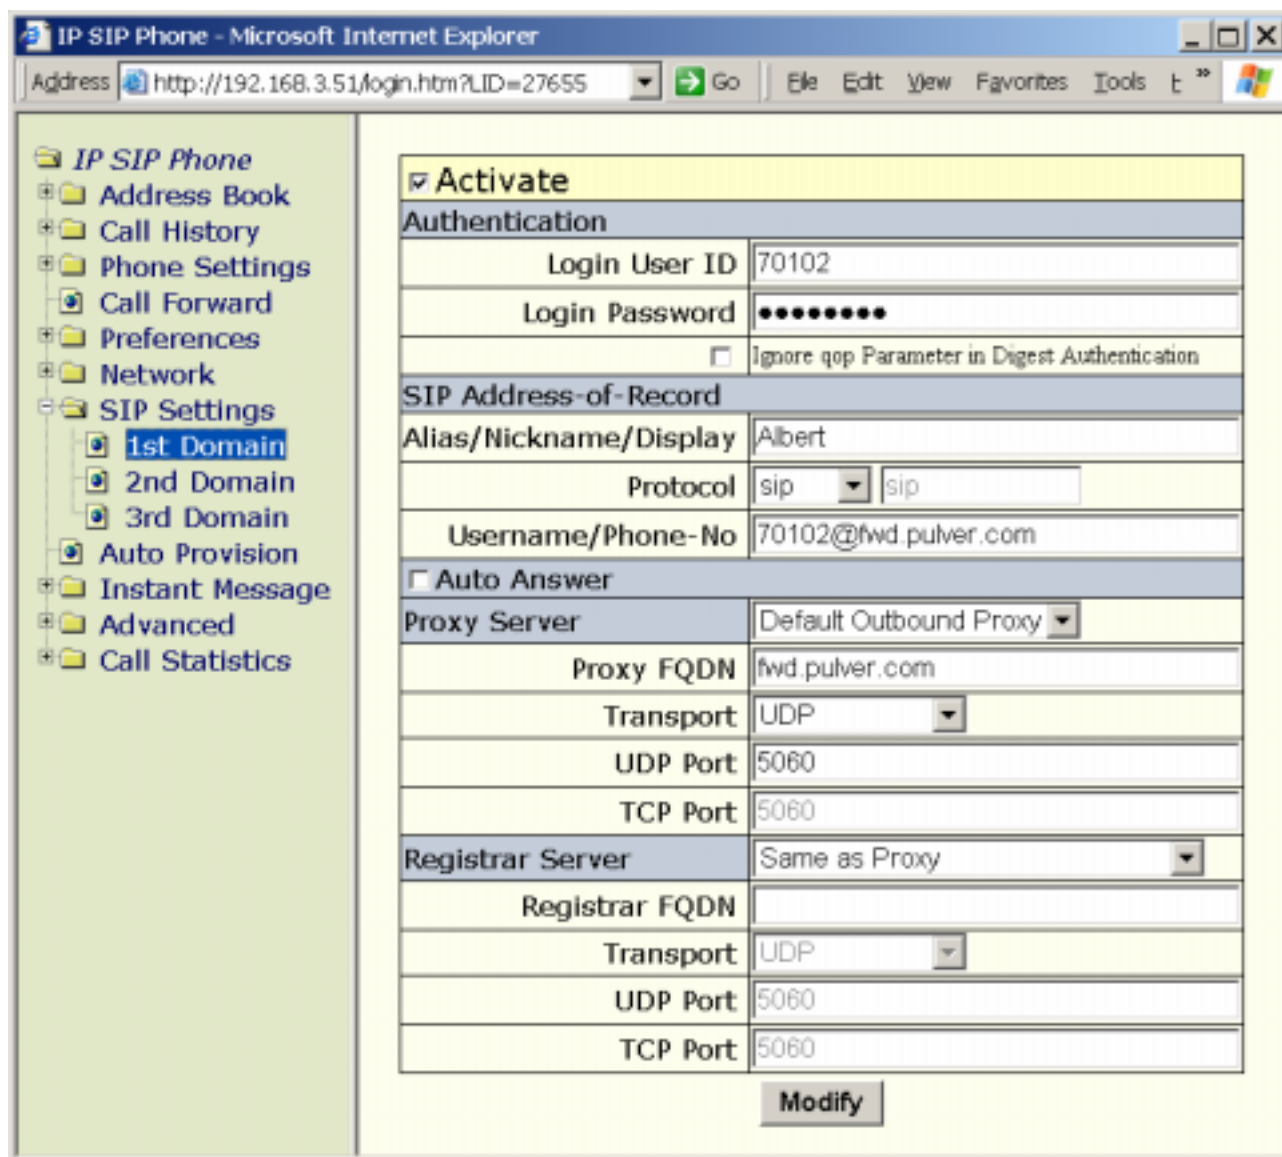 IP SIP Phone - Microsoft Internet Explorer
Address http://192.168.3.51/login.htm?LID=27655 Go File Edit View Favorites Tools »
IP SIP Phone
Address Book
Call History
Phone Settings
Call Forward
Preferences
Network
SIP Settings
1st Domain
2nd Domain
3rd Domain
Auto Provision
Instant Message
Advanced
Call Statistics
Activate
Authentication
Login User ID 70102
Login Password ●●●●●●●●
Ignore qop Parameter in Digest Authentication
SIP Address-of-Record
Alias/Nickname/Display Albert
Protocol sip sip
Username/Phone-No 70102@fwd.pulver.com
Auto Answer
Proxy Server Default Outbound Proxy
Proxy FQDN fwd.pulver.com
Transport UDP
UDP Port 5060
TCP Port 5060
Registrar Server Same as Proxy
Registrar FQDN
Transport UDP
UDP Port 5060
TCP Port 5060
Modify